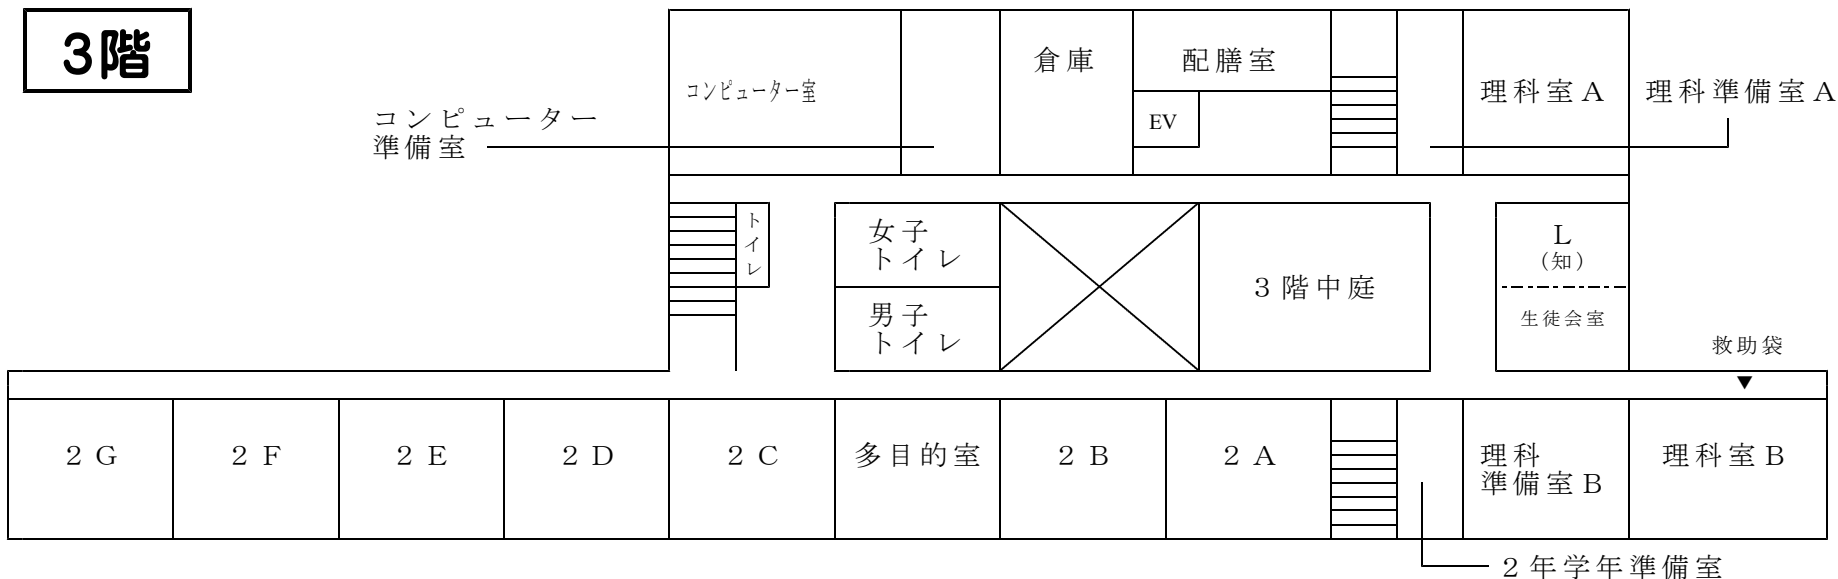 3階
コンピューター室
倉庫
配膳室
EV
理科室A
理科準備室A
コンピューター
準備室
トイレ
女子
トイレ
男子
トイレ
3階中庭
L
(知)
生徒会室
救助袋
▼
2G
2F
2E
2D
2C
多目的室
2B
2A
理科
準備室B
理科室B
2年学年準備室